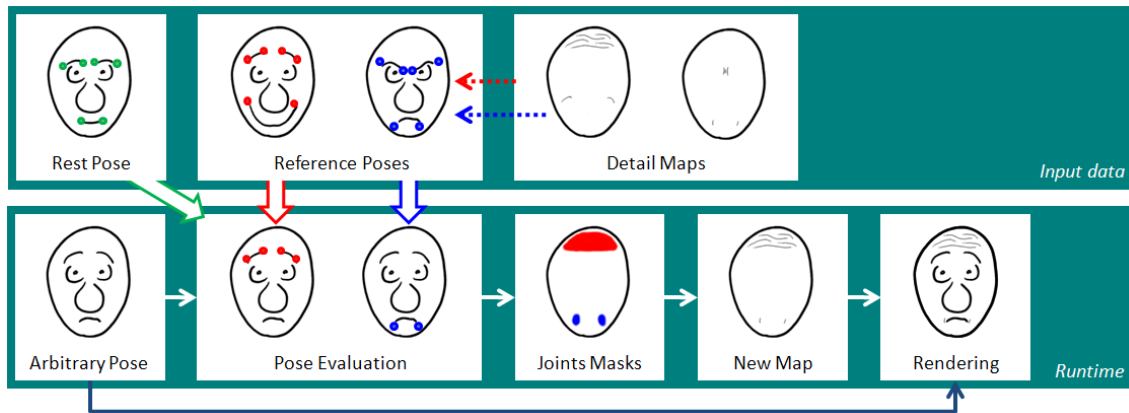 Rest Pose
Reference Poses
Detail Maps
Input data
Arbitrary Pose
Pose Evaluation
Joints Masks
New Map
Rendering
Runtime